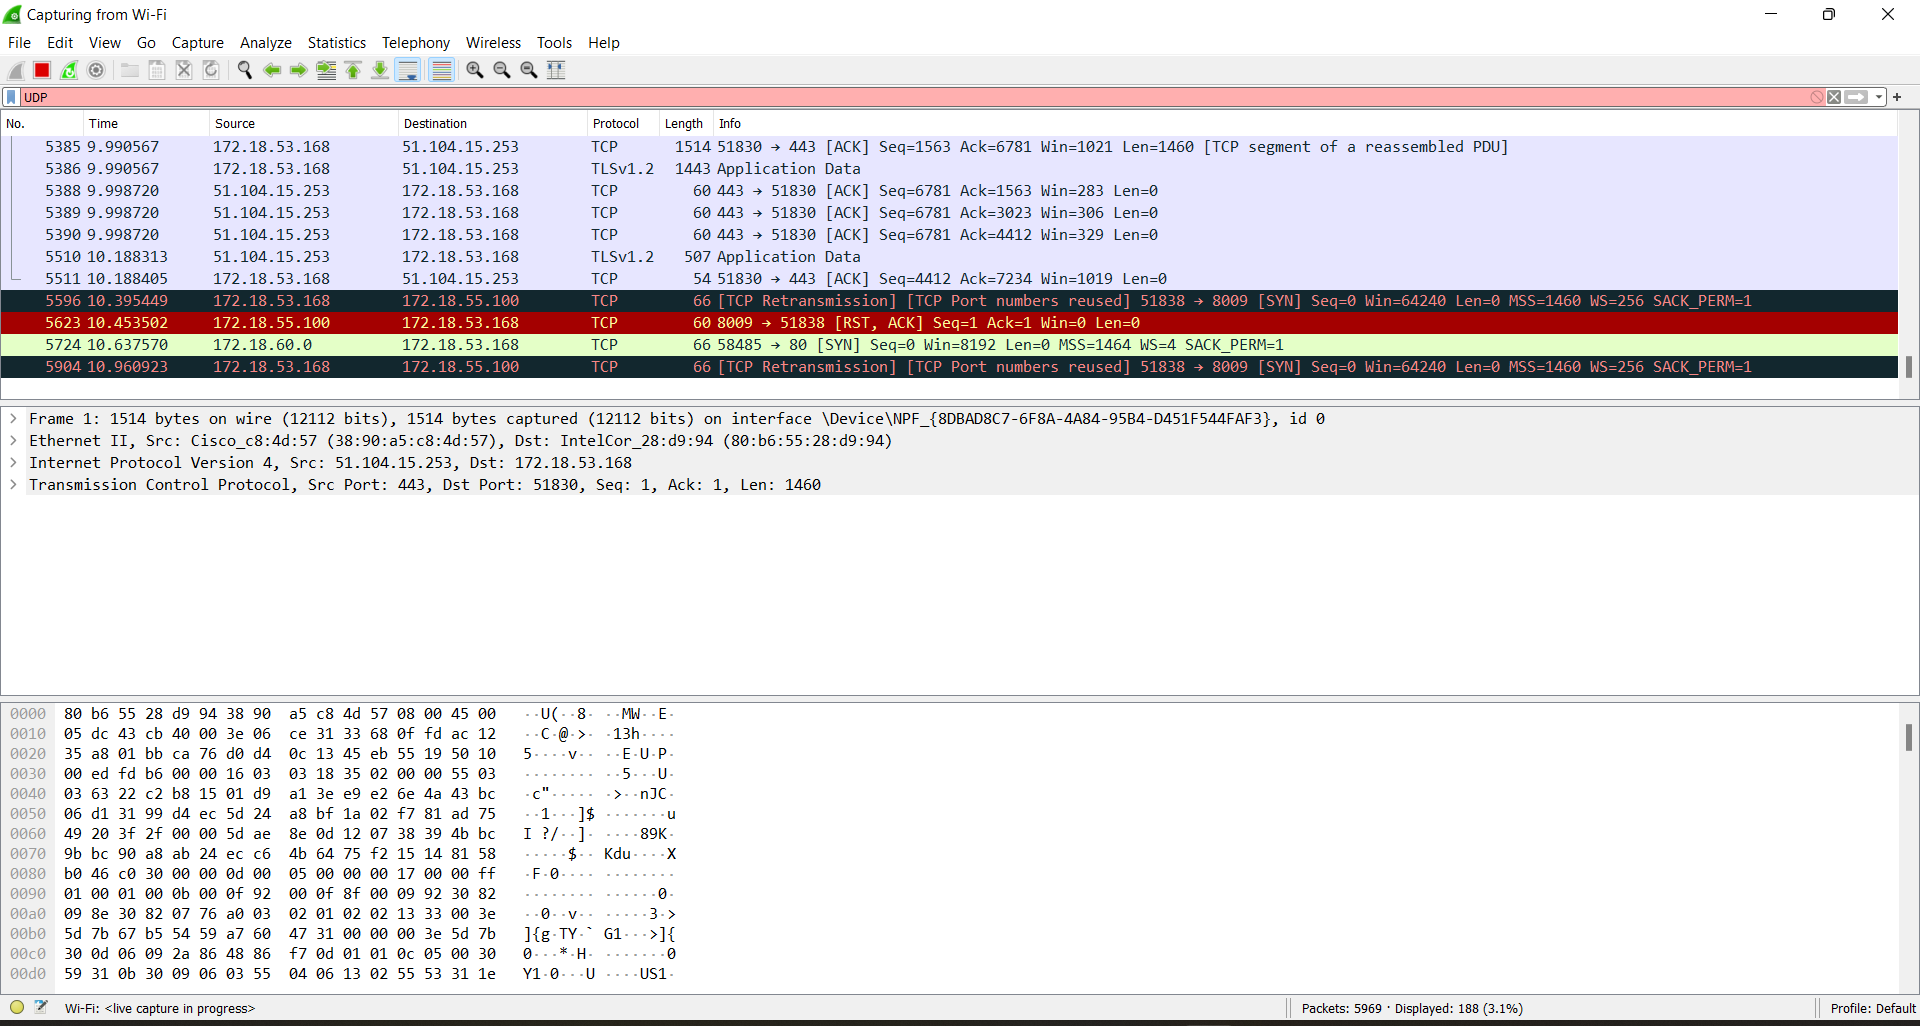 Capturing from Wi-Fi
File Edit View Go Capture Analyze Statistics Telephony Wireless Tools Help
UDP
No. Time Source Destination Protocol Length Info
5385 9.990567 172.18.53.168 51.104.15.253 TCP 1514 51830 → 443 [ACK] Seq=1563 Ack=6781 Win=1021 Len=1460 [TCP segment of a reassembled PDU]
5386 9.990567 172.18.53.168 51.104.15.253 TLSv1.2 1443 Application Data
5388 9.998720 51.104.15.253 172.18.53.168 TCP 60 443 → 51830 [ACK] Seq=6781 Ack=1563 Win=283 Len=0
5389 9.998720 51.104.15.253 172.18.53.168 TCP 60 443 → 51830 [ACK] Seq=6781 Ack=3023 Win=306 Len=0
5390 9.998720 51.104.15.253 172.18.53.168 TCP 60 443 → 51830 [ACK] Seq=6781 Ack=4412 Win=329 Len=0
5510 10.188313 51.104.15.253 172.18.53.168 TLSv1.2 507 Application Data
5511 10.188405 172.18.53.168 51.104.15.253 TCP 54 51830 → 443 [ACK] Seq=4412 Ack=7234 Win=1019 Len=0
5596 10.395449 172.18.53.168 172.18.55.100 TCP 66 [TCP Retransmission] [TCP Port numbers reused] 51838 → 8009 [SYN] Seq=0 Win=64240 Len=0 MSS=1460 WS=256 SACK_PERM=1
5623 10.453502 172.18.55.100 172.18.53.168 TCP 60 8009 → 51838 [RST, ACK] Seq=1 Ack=1 Win=0 Len=0
5724 10.637570 172.18.60.0 172.18.53.168 TCP 66 58485 → 80 [SYN] Seq=0 Win=8192 Len=0 MSS=1464 WS=4 SACK_PERM=1
5904 10.960923 172.18.53.168 172.18.55.100 TCP 66 [TCP Retransmission] [TCP Port numbers reused] 51838 → 8009 [SYN] Seq=0 Win=64240 Len=0 MSS=1460 WS=256 SACK_PERM=1
Frame 1: 1514 bytes on wire (12112 bits), 1514 bytes captured (12112 bits) on interface \Device\NPF_{8DBAD8C7-6F8A-4A84-95B4-D451F544FAF3}, id 0
Ethernet II, Src: Cisco_c8:4d:57 (38:90:a5:c8:4d:57), Dst: IntelCor_28:d9:94 (80:b6:55:28:d9:94)
Internet Protocol Version 4, Src: 51.104.15.253, Dst: 172.18.53.168
Transmission Control Protocol, Src Port: 443, Dst Port: 51830, Seq: 1, Ack: 1, Len: 1460
0000 80 b6 55 28 d9 94 38 90 a5 c8 4d 57 08 00 45 00 ··U(··8· ··MW··E·
0010 05 dc 43 cb 40 00 3e 06 ce 31 33 68 0f fd ac 12 ··C·@·>· ·13h····
0020 35 a8 01 bb ca 76 d0 d4 0c 13 45 eb 55 19 50 10 5····v·· ··E·U·P·
0030 00 ed fd b6 00 00 16 03 03 18 35 02 00 00 55 03 ········ ··5···U·
0040 03 63 22 c2 b8 15 01 d9 a1 3e e9 e2 6e 4a 43 bc ·c"····· ·>··nJC·
0050 06 d1 31 99 d4 ec 5d 24 a8 bf 1a 02 f7 81 ad 75 ··1···]$ ·······u
0060 49 20 3f 2f 00 00 5d ae 8e 0d 12 07 38 39 4b bc I ?/··]· ····89K·
0070 9b bc 90 a8 ab 24 ec c6 4b 64 75 f2 15 14 81 58 ·····$·· Kdu····X
0080 b0 46 c0 30 00 00 0d 00 05 00 00 00 17 00 00 ff ·F·0···· ········
0090 01 00 01 00 0b 00 0f 92 00 0f 8f 00 09 92 30 82 ········ ······0·
00a0 09 8e 30 82 07 76 a0 03 02 01 02 02 13 33 00 3e ··0··v·· ·····3·>
00b0 5d 7b 67 b5 54 59 a7 60 47 31 00 00 00 3e 5d 7b ]{g·TY·` G1···>]{
00c0 30 0d 06 09 2a 86 48 86 f7 0d 01 01 0c 05 00 30 0···*·H· ·······0
00d0 59 31 0b 30 09 06 03 55 04 06 13 02 55 53 31 1e Y1·0···U ····US1·
Wi-Fi: <live capture in progress> Packets: 5969 · Displayed: 188 (3.1%) Profile: Default